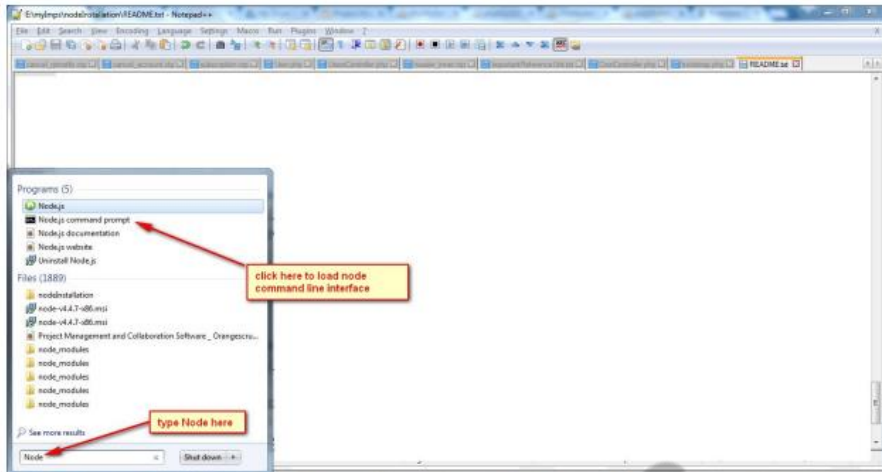 E:\myImps\nodeInstallation\README.txt - Notepad++
File Edit Search View Encoding Language Settings Macro Run Plugins Window ?
README.txt
Programs (5)
Node.js
Node.js command prompt
Node.js documentation
Node.js website
Uninstall Node.js
click here to load node
command line interface
Files (1889)
nodeInstallation
node-v4.4.7-x86.msi
node-v4.4.7-x86.msi
Project Management and Collaboration Software _ Orangescru...
node_modules
node_modules
node_modules
node_modules
node_modules
type Node here
See more results
Node
Shut down